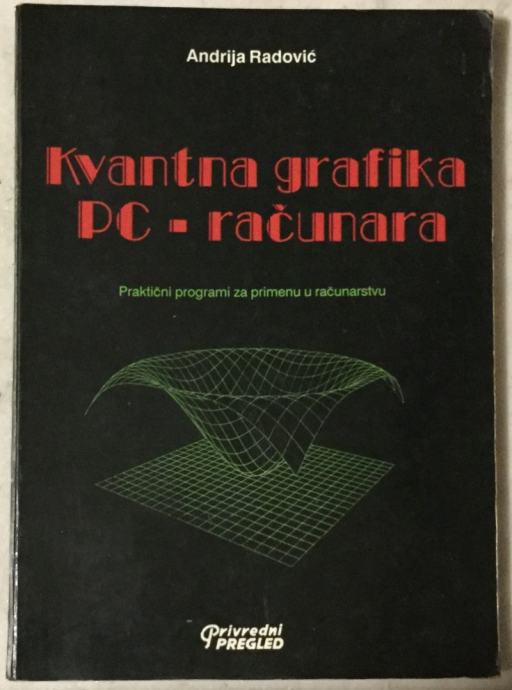 Andrija Radović
Kvantna grafika
PC - računara
Praktični programi za primenu u računarstvu
Privredni
PREGLED